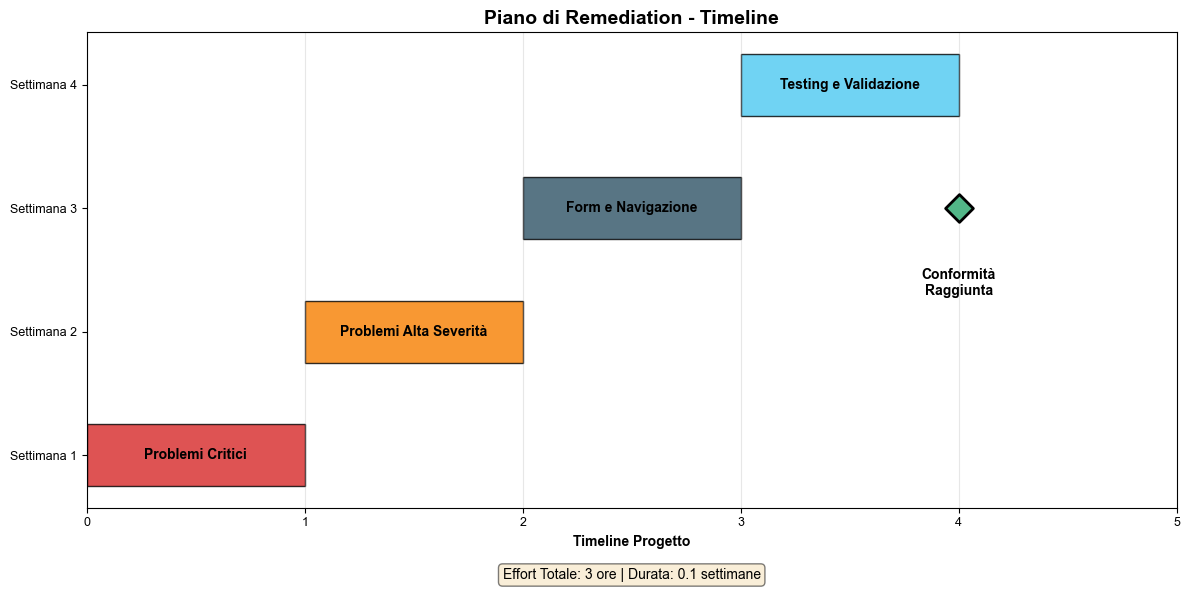 Piano di Remediation - Timeline
Settimana 4
Testing e Validazione
Settimana 3
Form e Navigazione
Conformità
Raggiunta
Settimana 2
Problemi Alta Severità
Settimana 1
Problemi Critici
0 1 2 3 4 5
Timeline Progetto
Effort Totale: 3 ore | Durata: 0.1 settimane